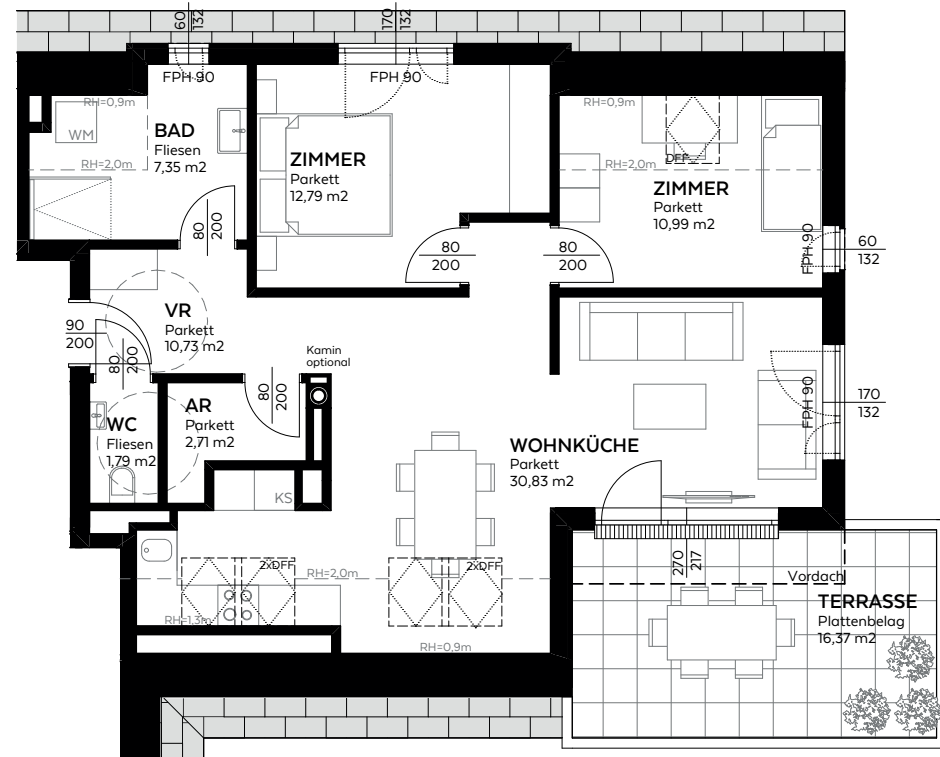 60
132
170
132
FPH 90
FPH 90
RH=0,9m
WM
BAD
Fliesen
7,35 m2
RH=2,0m
ZIMMER
Parkett
12,79 m2
RH=0,9m
DFF
RH=2,0m
ZIMMER
Parkett
10,99 m2
80
200
80
200
80
200
FPH 90
60
132
VR
Parkett
10,73 m2
90
200
80
200
Kamin
optional
80
200
AR
Parkett
2,71 m2
WC
Fliesen
1,79 m2
FPH 90
170
132
WOHNKÜCHE
Parkett
30,83 m2
KS
2xDFF
2xDFF
RH=2,0m
RH=1,3m
RH=0,9m
270
217
Vordach
TERRASSE
Plattenbelag
16,37 m2